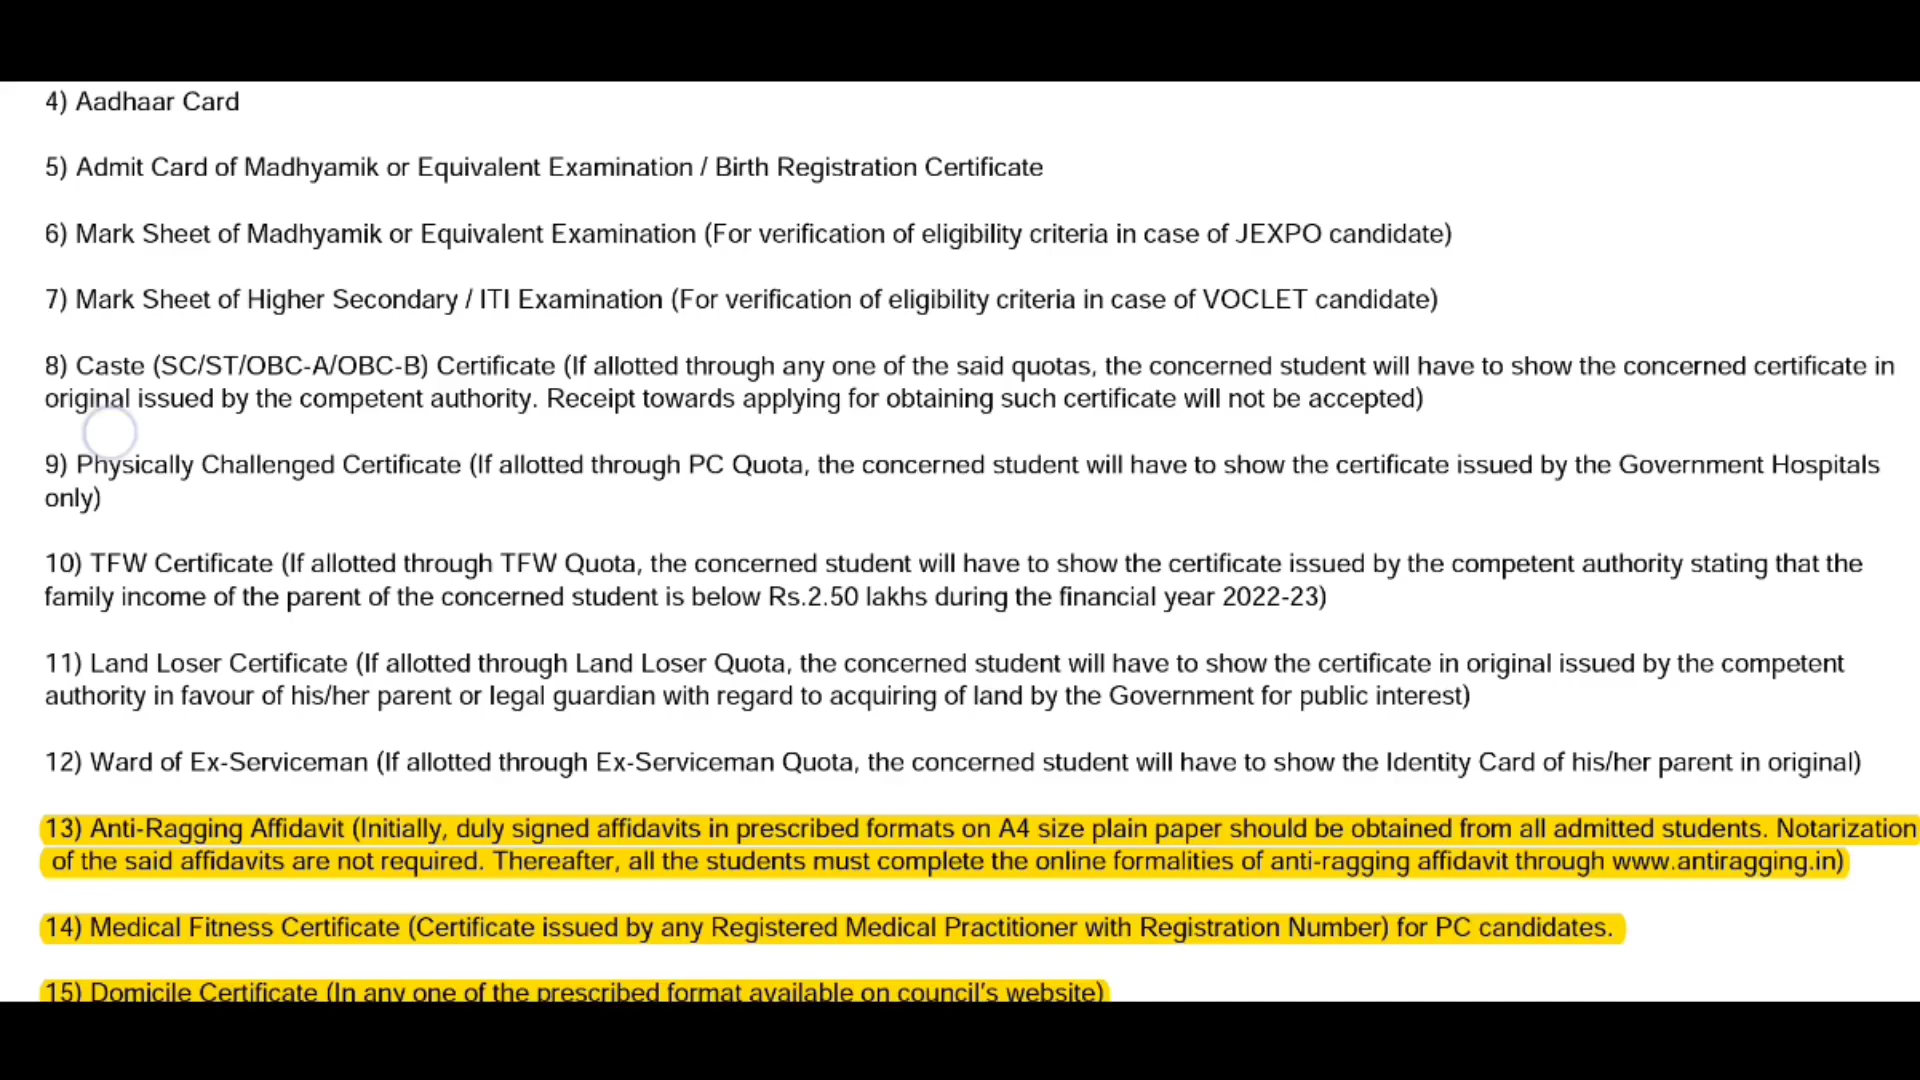 4) Aadhaar Card
5) Admit Card of Madhyamik or Equivalent Examination / Birth Registration Certificate
6) Mark Sheet of Madhyamik or Equivalent Examination (For verification of eligibility criteria in case of JEXPO candidate)
7) Mark Sheet of Higher Secondary / ITI Examination (For verification of eligibility criteria in case of VOCLET candidate)
8) Caste (SC/ST/OBC-A/OBC-B) Certificate (If allotted through any one of the said quotas, the concerned student will have to show the concerned certificate in
original issued by the competent authority. Receipt towards applying for obtaining such certificate will not be accepted)
9) Physically Challenged Certificate (If allotted through PC Quota, the concerned student will have to show the certificate issued by the Government Hospitals
only)
10) TFW Certificate (If allotted through TFW Quota, the concerned student will have to show the certificate issued by the competent authority stating that the
family income of the parent of the concerned student is below Rs.2.50 lakhs during the financial year 2022-23)
11) Land Loser Certificate (If allotted through Land Loser Quota, the concerned student will have to show the certificate in original issued by the competent
authority in favour of his/her parent or legal guardian with regard to acquiring of land by the Government for public interest)
12) Ward of Ex-Serviceman (If allotted through Ex-Serviceman Quota, the concerned student will have to show the Identity Card of his/her parent in original)
13) Anti-Ragging Affidavit (Initially, duly signed affidavits in prescribed formats on A4 size plain paper should be obtained from all admitted students. Notarization
of the said affidavits are not required. Thereafter, all the students must complete the online formalities of anti-ragging affidavit through www.antiragging.in)
14) Medical Fitness Certificate (Certificate issued by any Registered Medical Practitioner with Registration Number) for PC candidates.
15) Domicile Certificate (In any one of the prescribed format available on council's website)